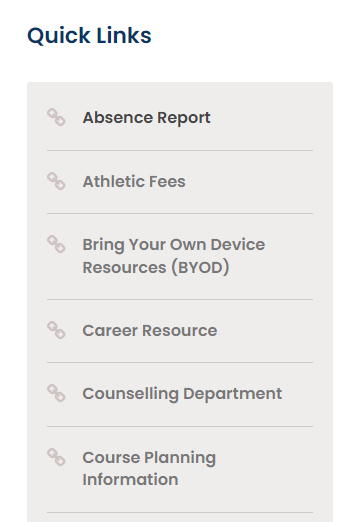 Quick Links
Absence Report
Athletic Fees
Bring Your Own Device
Resources (BYOD)
Career Resource
Counselling Department
Course Planning
Information